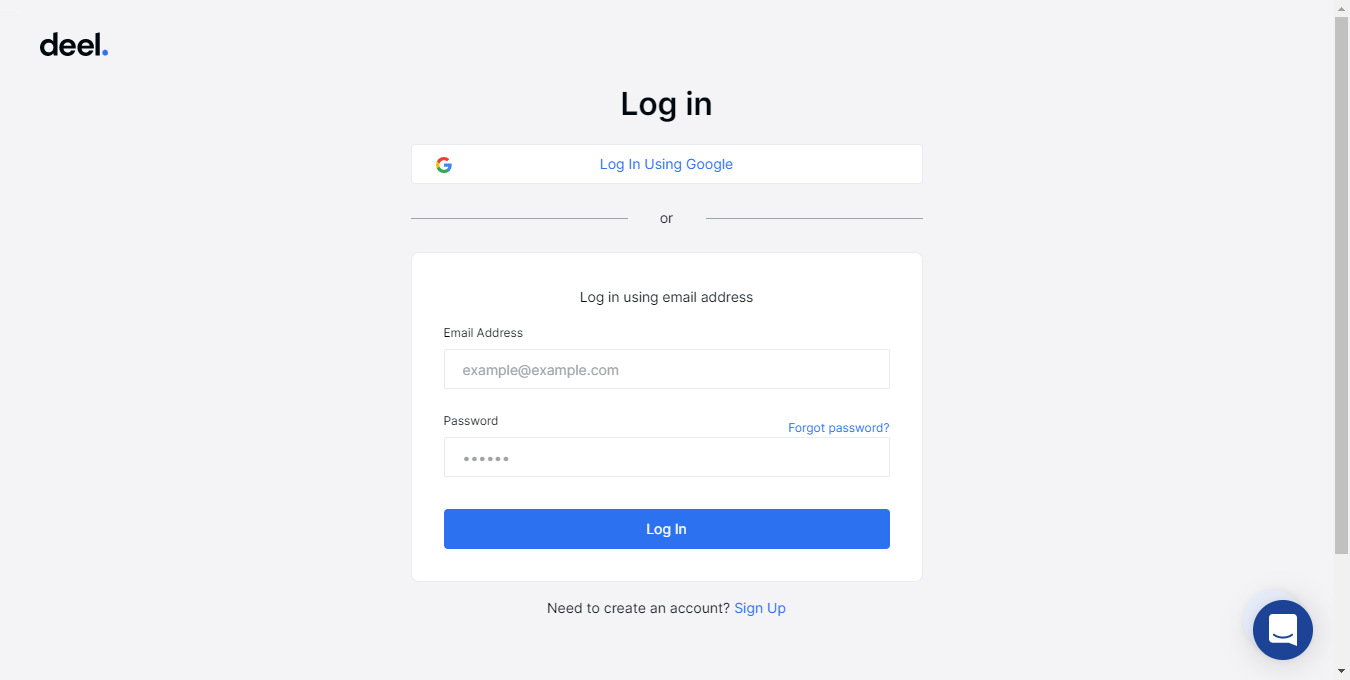 deel.
Log in
Log In Using Google
or
Log in using email address
Email Address
example@example.com
Password
Forgot password?
••••••
Log In
Need to create an account? Sign Up